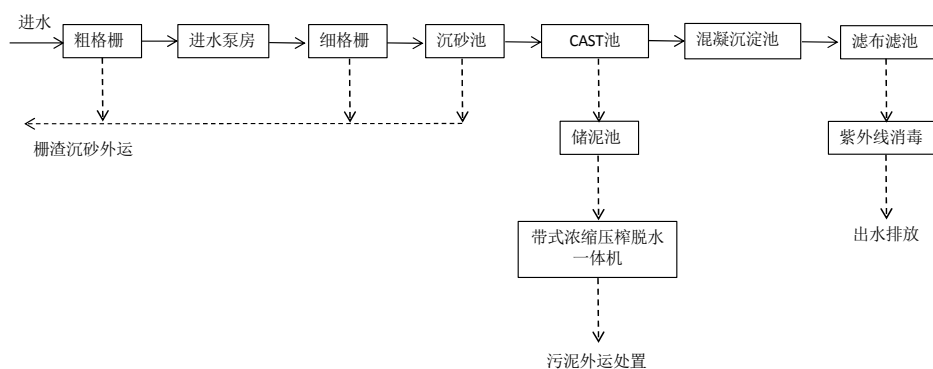 进水
粗格栅
进水泵房
细格栅
沉砂池
CAST池
混凝沉淀池
滤布滤池
栅渣沉砂外运
储泥池
紫外线消毒
带式浓缩压榨脱水
一体机
出水排放
污泥外运处置